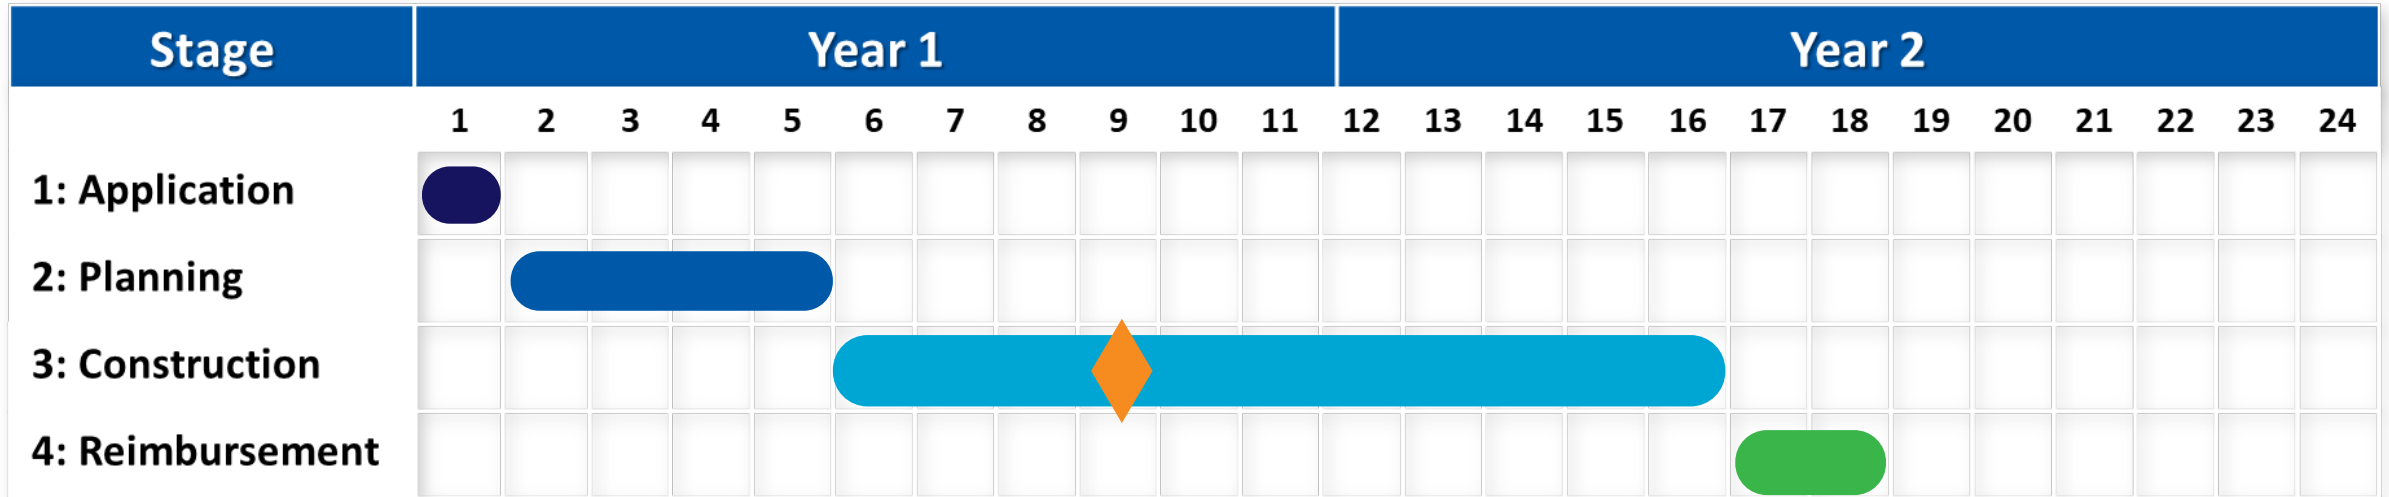 Stage Year 1 Year 2
1 2 3 4 5 6 7 8 9 10 11 12 13 14 15 16 17 18 19 20 21 22 23 24
1: Application
2: Planning
3: Construction
4: Reimbursement